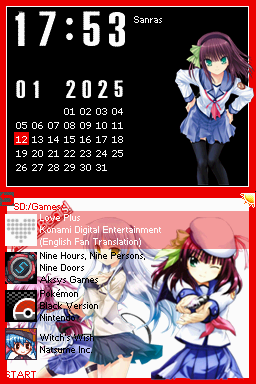 17:53
Sanras
01 2025
01 02 03 04
05 06 07 08 09 10 11
12 13 14 15 16 17 18
19 20 21 22 23 24 25
26 27 28 29 30 31
SD:/Games
Love Plus
Konami Digital Entertainment
(English Fan Translation)
Nine Hours, Nine Persons,
Nine Doors
Aksys Games
Pokémon
Black Version
Nintendo
Witch's Wish
Natsume Inc.
START